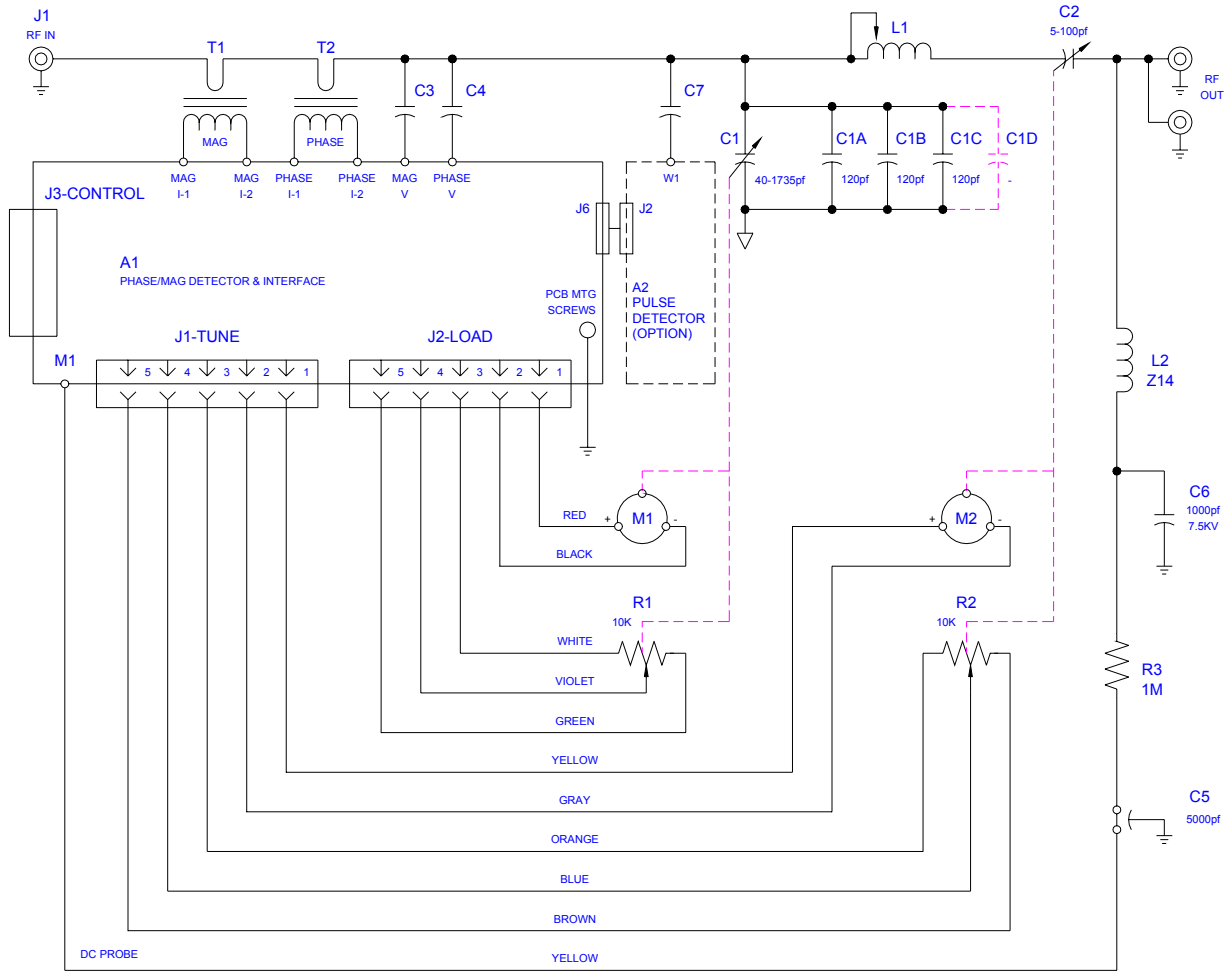 J1
RF IN
T1
T2
C3
C4
C7
L1
C2
5-100pf
RF
OUT
MAG
PHASE
C1
40-1735pf
C1A
120pf
C1B
120pf
C1C
120pf
C1D
-
MAG
I-1
MAG
I-2
PHASE
I-1
PHASE
I-2
MAG
V
PHASE
V
W1
J3-CONTROL
J6
J2
A1
PHASE/MAG DETECTOR & INTERFACE
PCB MTG
SCREWS
A2
PULSE
DETECTOR
(OPTION)
M1
J1-TUNE
5 4 3 2 1
J2-LOAD
5 4 3 2 1
L2
Z14
C6
1000pf
7.5KV
RED
+ M1 -
+ M2 -
BLACK
R1
10K
-
R2
10K
-
WHITE
VIOLET
GREEN
R3
1M
YELLOW
GRAY
C5
5000pf
ORANGE
BLUE
BROWN
DC PROBE
YELLOW